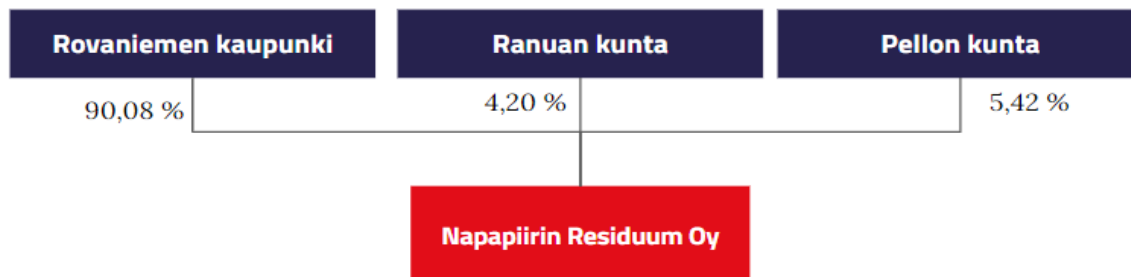 Rovaniemen kaupunki
Ranuan kunta
Pellon kunta
90,08 %
4,20 %
5,42 %
Napapiirin Residuum Oy